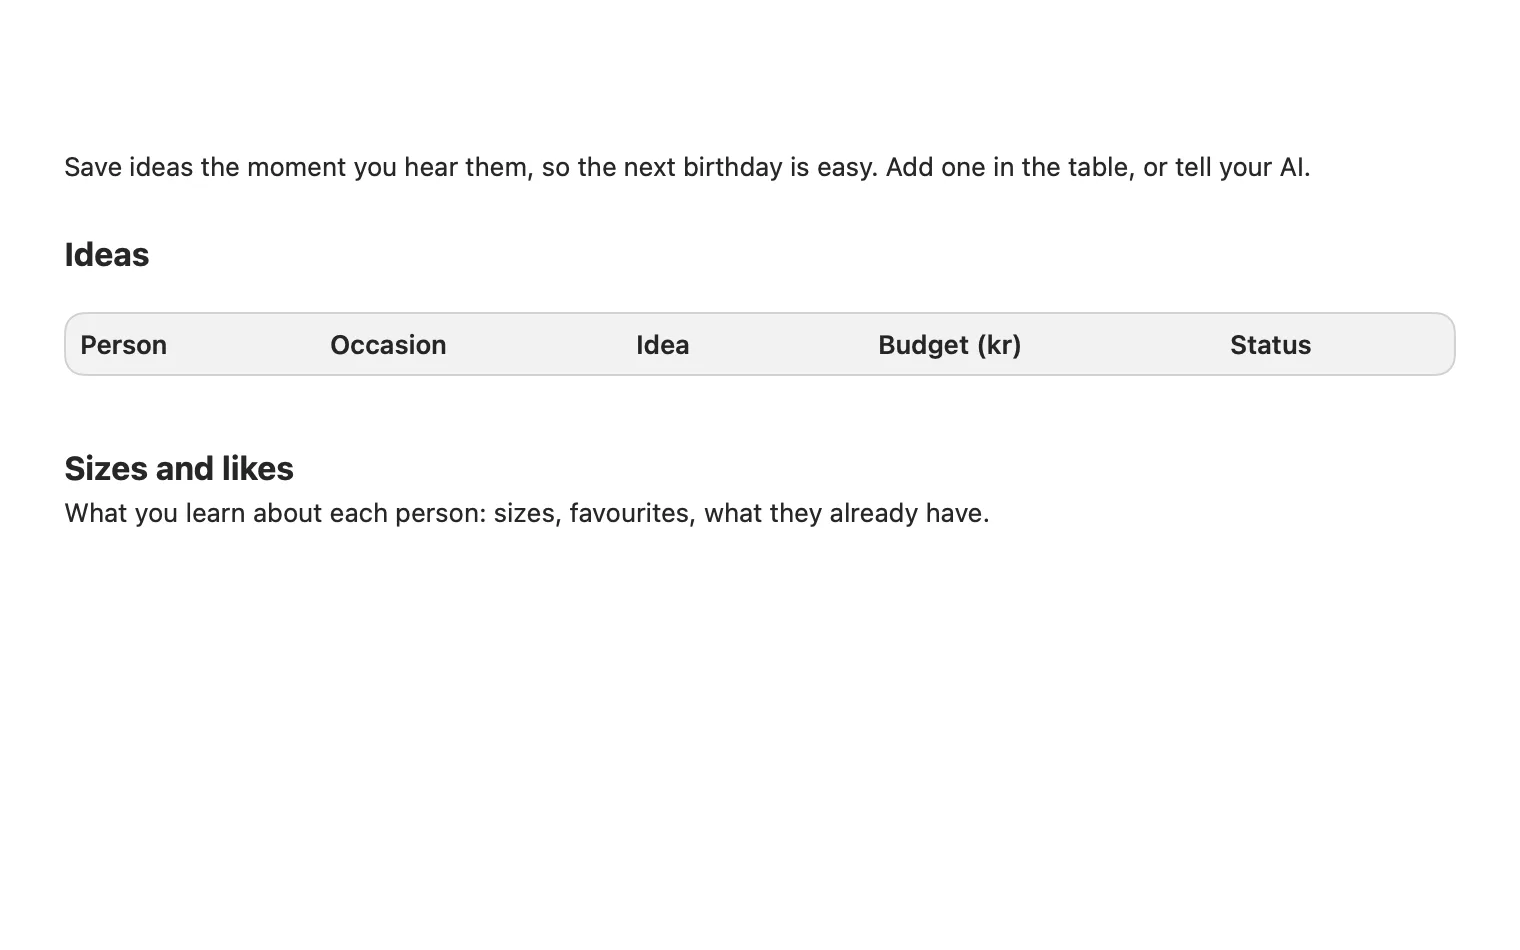 Save ideas the moment you hear them, so the next birthday is easy. Add one in the table, or tell your AI.
Ideas
Person Occasion Idea Budget (kr) Status
Sizes and likes
What you learn about each person: sizes, favourites, what they already have.